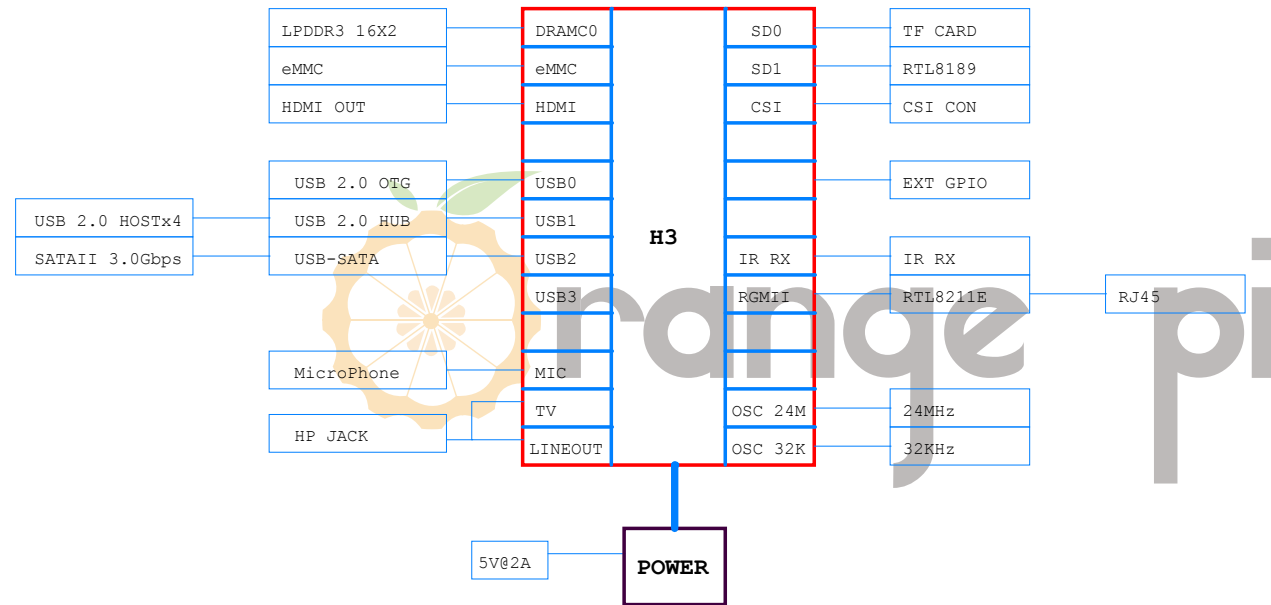 LPDDR3 16X2 DRAMC0 SD0 TF CARD
eMMC eMMC SD1 RTL8189
HDMI OUT HDMI CSI CSI CON
USB 2.0 OTG USB0 EXT GPIO
USB 2.0 HOSTx4 USB 2.0 HUB USB1
H3
SATAII 3.0Gbps USB-SATA USB2 IR RX IR RX
USB3 RGMII RTL8211E RJ45
range pi
MicroPhone MIC
TV OSC 24M 24MHz
HP JACK LINEOUT OSC 32K 32KHz
5V@2A POWER